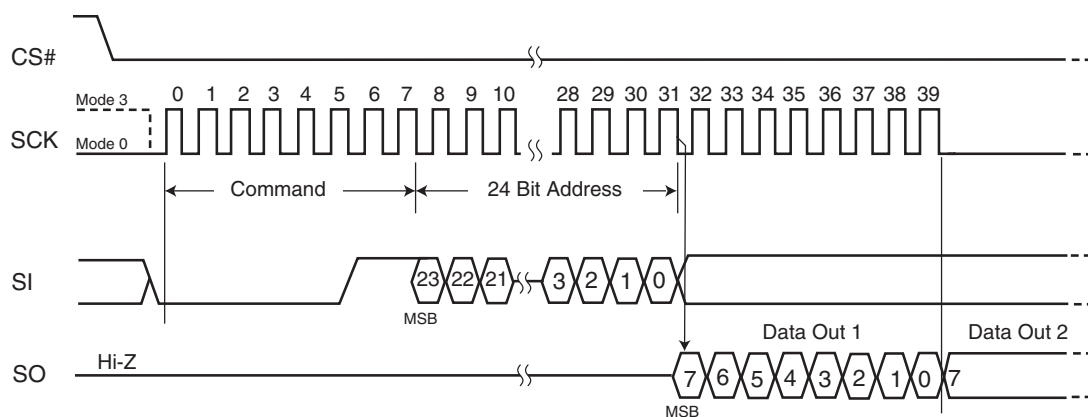 CS#
Mode 3
0 1 2 3 4 5 6 7 8 9 10 28 29 30 31 32 33 34 35 36 37 38 39
SCK
Mode 0
Command
24 Bit Address
SI
23 22 21 3 2 1 0
MSB
Data Out 1
Data Out 2
Hi-Z
SO
7 6 5 4 3 2 1 0 7
MSB